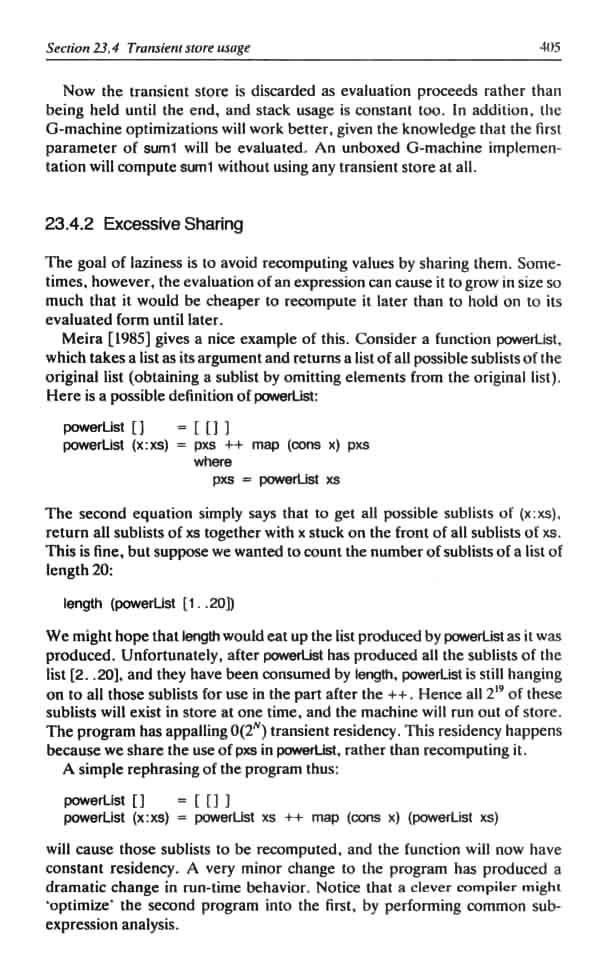 Section 23.4 Transient store usage 405
Now the transient store is discarded as evaluation proceeds rather than
being held until the end, and stack usage is constant too. In addition, the
G-machine optimizations will work better, given the knowledge that the first
parameter of sum1 will be evaluated. An unboxed G-machine implemen-
tation will compute sum1 without using any transient store at all.
23.4.2 Excessive Sharing
The goal of laziness is to avoid recomputing values by sharing them. Some-
times, however, the evaluation of an expression can cause it to grow in size so
much that it would be cheaper to recompute it later than to hold on to its
evaluated form until later.
Meira [1985] gives a nice example of this. Consider a function powerList,
which takes a list as its argument and returns a list of all possible sublists of the
original list (obtaining a sublist by omitting elements from the original list).
Here is a possible definition of powerList:
powerList [] = [ [] ]
powerList (x:xs) = pxs ++ map (cons x) pxs
where
pxs = powerList xs
The second equation simply says that to get all possible sublists of (x:xs),
return all sublists of xs together with x stuck on the front of all sublists of xs.
This is fine, but suppose we wanted to count the number of sublists of a list of
length 20:
length (powerList [1. .20])
We might hope that length would eat up the list produced by powerList as it was
produced. Unfortunately, after powerList has produced all the sublists of the
list [2. .20], and they have been consumed by length, powerList is still hanging
on to all those sublists for use in the part after the ++. Hence all 2¹⁹ of these
sublists will exist in store at one time, and the machine will run out of store.
The program has appalling 0(2ᴺ) transient residency. This residency happens
because we share the use of pxs in powerList, rather than recomputing it.
A simple rephrasing of the program thus:
powerList [] = [ [] ]
powerList (x:xs) = powerList xs ++ map (cons x) (powerList xs)
will cause those sublists to be recomputed, and the function will now have
constant residency. A very minor change to the program has produced a
dramatic change in run-time behavior. Notice that a clever compiler might
‘optimize’ the second program into the first, by performing common sub-
expression analysis.